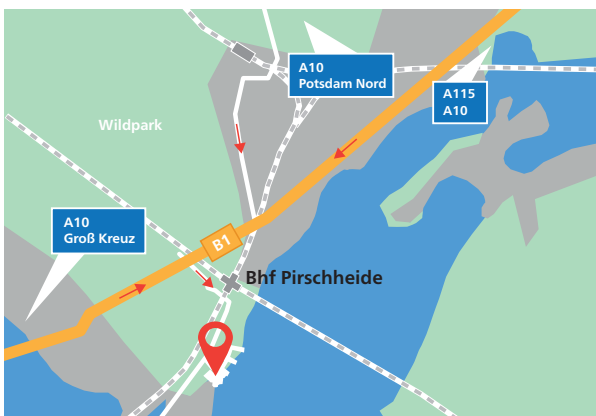 A10
Potsdam Nord
A115
A10
Wildpark
A10
Groß Kreuz
B1
Bhf Pirschheide